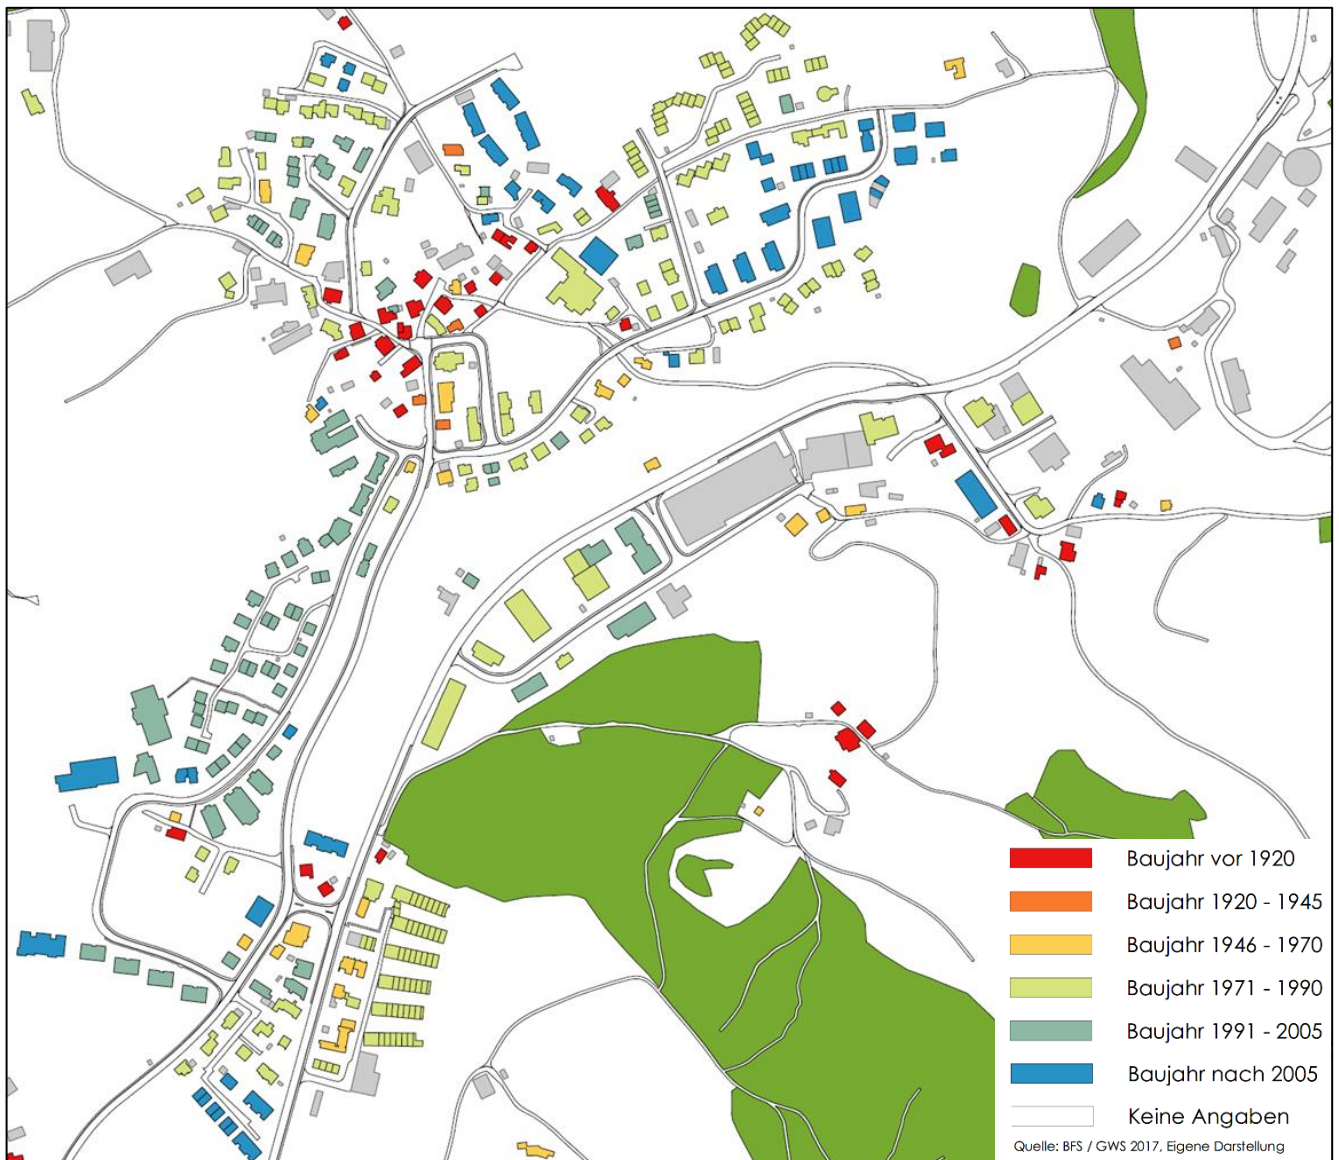 Baujahr vor 1920
Baujahr 1920 - 1945
Baujahr 1946 - 1970
Baujahr 1971 - 1990
Baujahr 1991 - 2005
Baujahr nach 2005
Keine Angaben
Quelle: BFS / GWS 2017, Eigene Darstellung